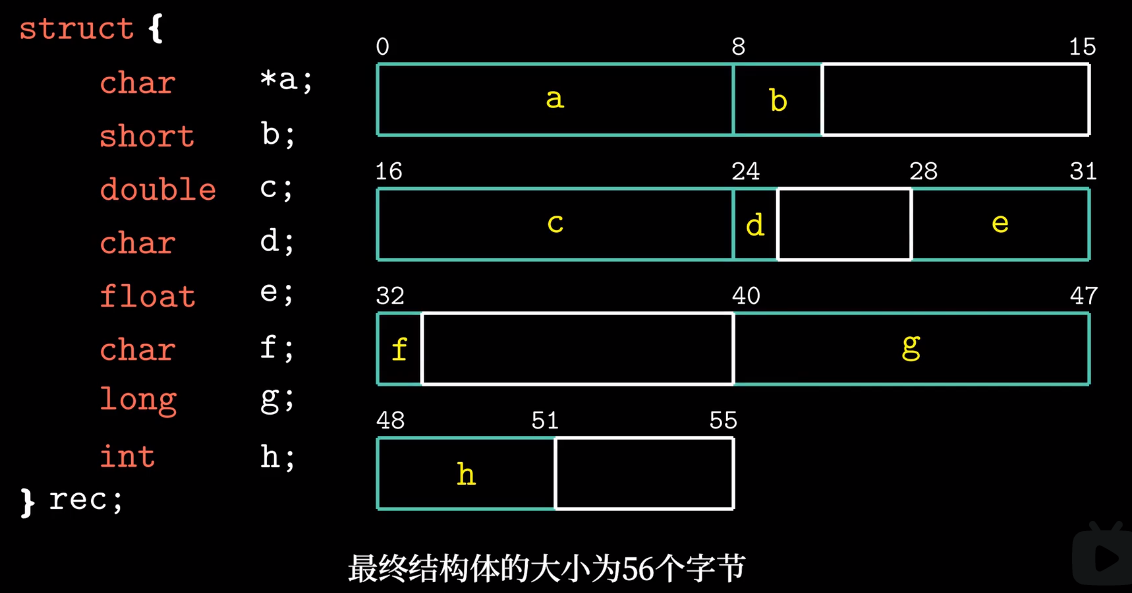 struct {
char *a;
short b;
double c;
char d;
float e;
char f;
long g;
int h;
} rec;
0 8 15
a b
16 24 28 31
c d e
32 40 47
f g
48 51 55
h
最终结构体的大小为56个字节